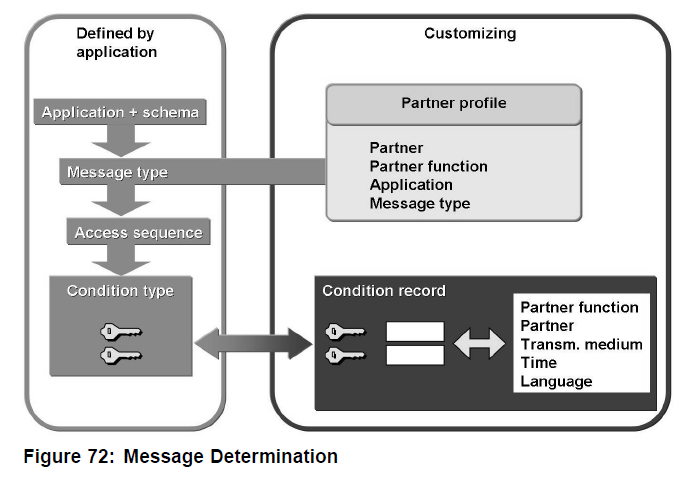 Defined by
application
Application + schema
Message type
Access sequence
Condition type
Customizing
Partner profile
Partner
Partner function
Application
Message type
Condition record
Partner function
Partner
Transm. medium
Time
Language
Figure 72: Message Determination